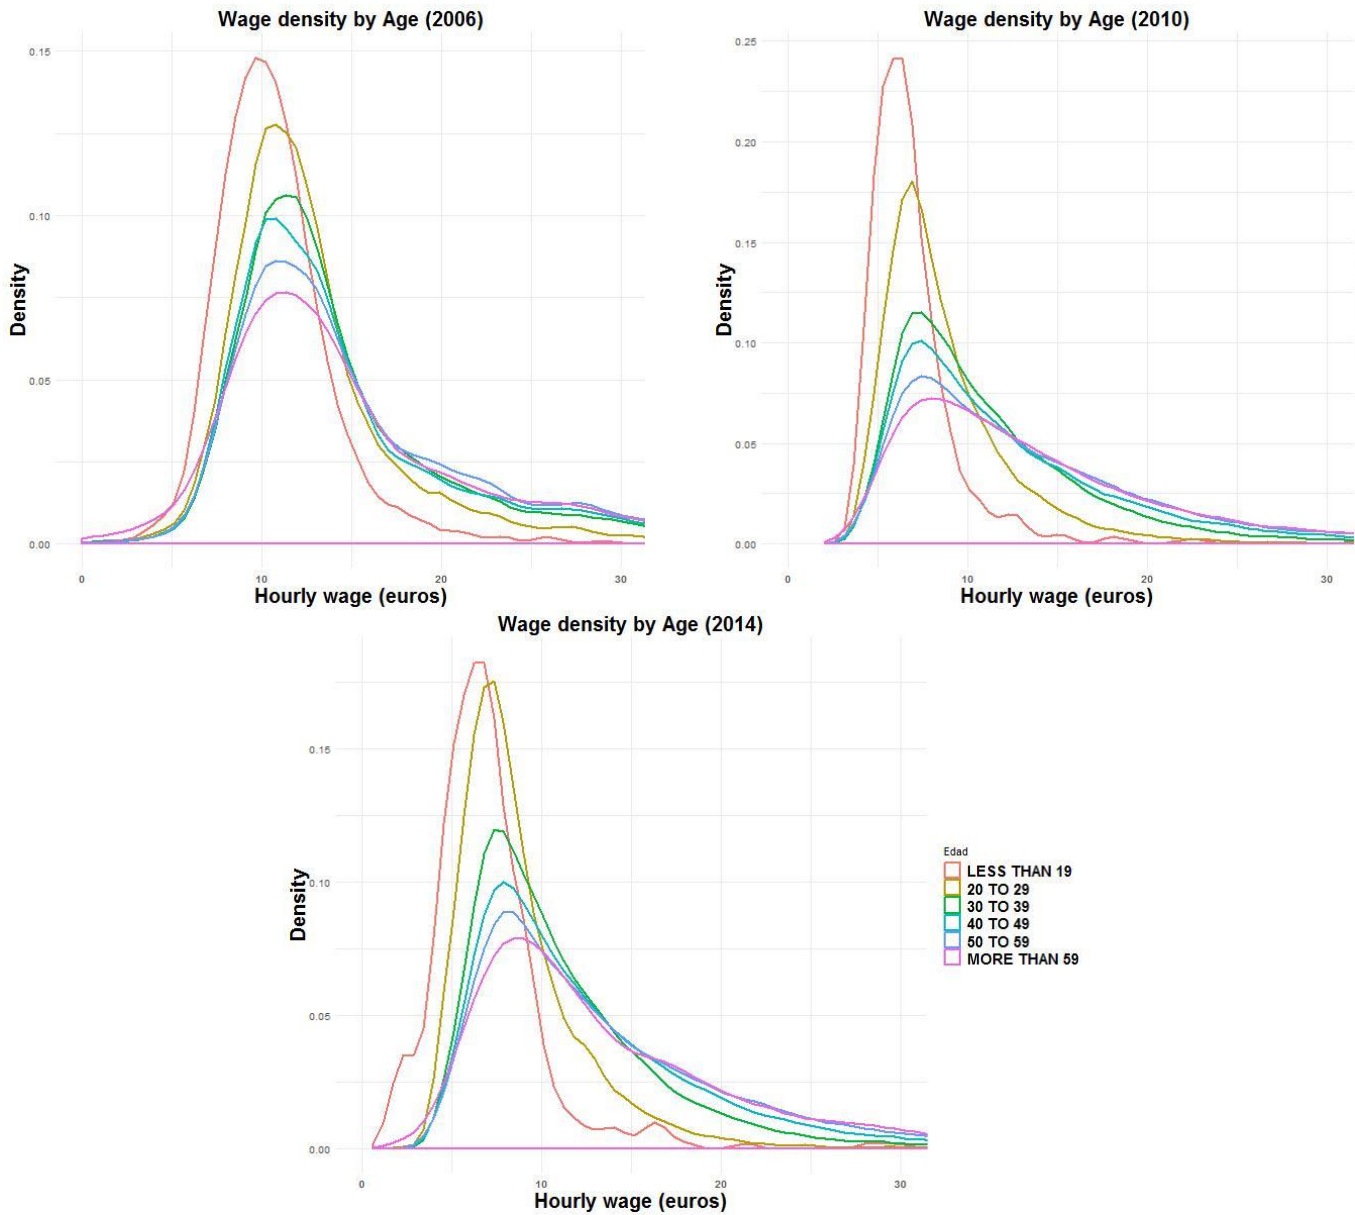 Wage density by Age (2006)
0.15
0.10
0.05
0.00
Density
0 10 20 30
Hourly wage (euros)
Wage density by Age (2010)
0.25
0.20
0.15
0.10
0.05
0.00
Density
0 10 20 30
Hourly wage (euros)
Wage density by Age (2014)
0.15
0.10
0.05
0.00
Density
0 10 20 30
Hourly wage (euros)
Edad
LESS THAN 19
20 TO 29
30 TO 39
40 TO 49
50 TO 59
MORE THAN 59